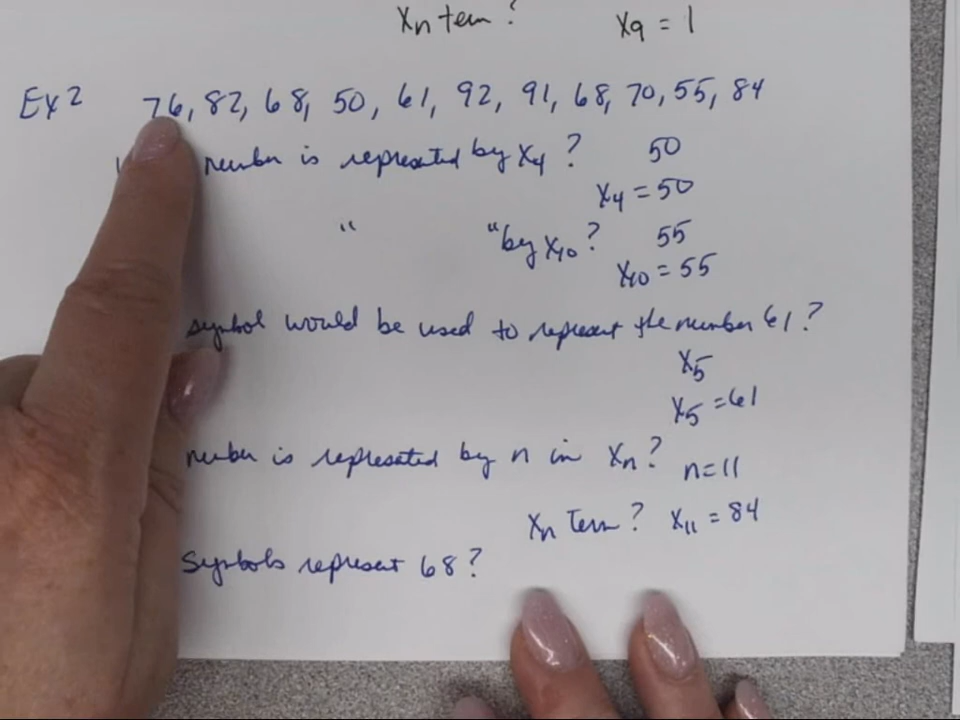 Xn term? X9 = 1
Ex 2 76, 82, 68, 50, 61, 92, 91, 68, 70, 55, 84
number is represented by X4? 50
X4 = 50
" " by X10? 55
X10 = 55
symbol would be used to represent the number 61?
X5
X5 = 61
number is represented by n in Xn? n = 11
Xn Term? X11 = 84
Symbols represent 68?